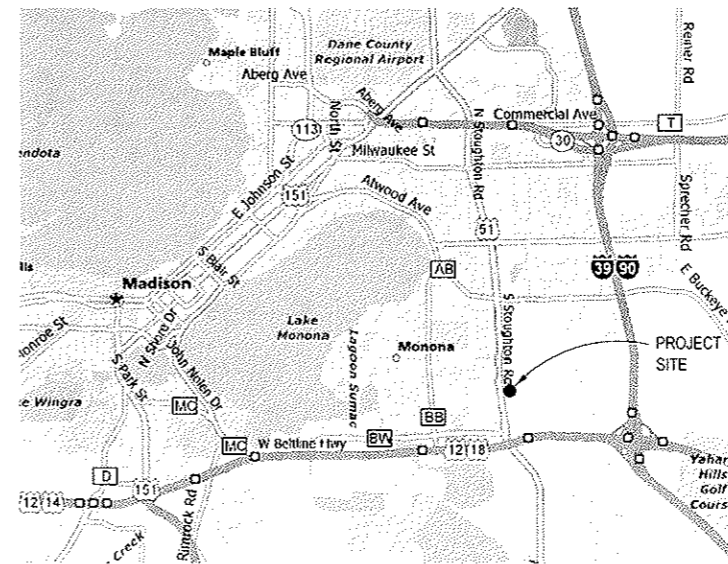 Maple Bluff
Dane County
Regional Airport
Reiner Rd
Aberg Ave
Aberg Ave
North St
Commercial Ave
113
30
T
N Stoughton Rd
Milwaukee St
endota
E Johnson St
151
Atwood Ave
Sprecher Rd
51
lls
S Blair St
AB
39
90
E Buckeye
Madison
Lake
Monona
Monroe St
N Shore Dr
John Nolen Dr
Lagoon Sumac
Monona
S Stoughton Rd
PROJECT
SITE
S Park St
e Wingra
MC
BB
MC
W Beltline Hwy
BW
12
18
D
151
12
14
Rimrock Rd
Yahar
Hills
Golf
Cours
Creek